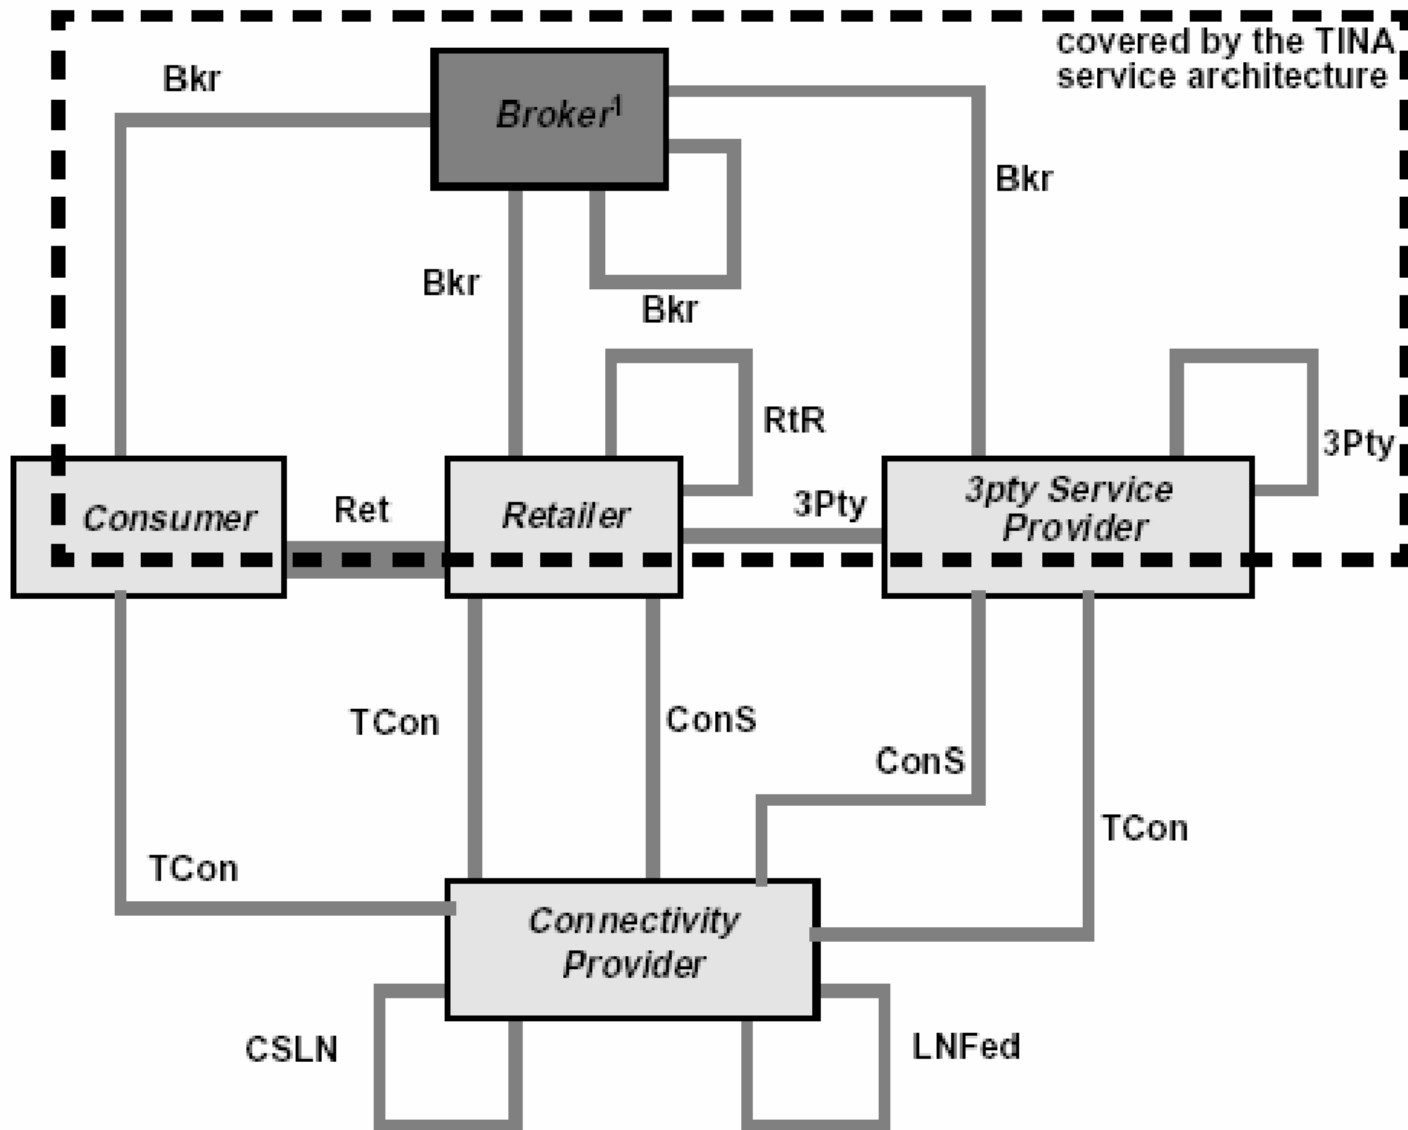 covered by the TINA
service architecture
Bkr
Broker¹
Bkr
Bkr
Bkr
RtR
3Pty
Consumer
Ret
Retailer
3Pty
3pty Service
Provider
TCon
ConS
ConS
TCon
TCon
Connectivity
Provider
CSLN
LNFed